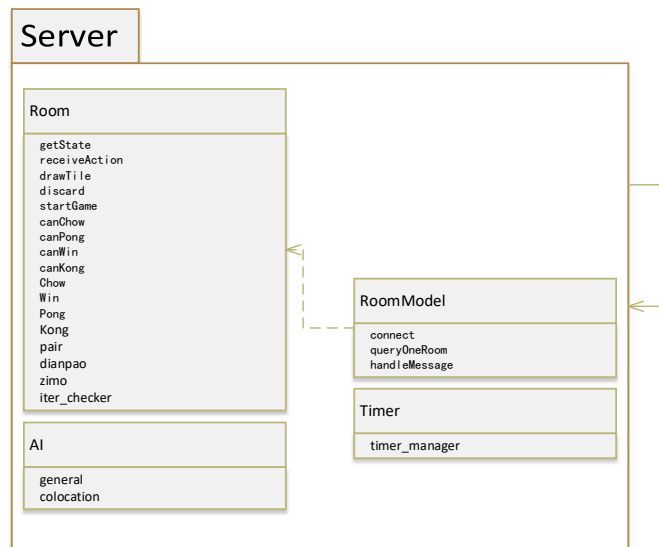 Server
Room
getState
receiveAction
drawTile
discard
startGame
canChow
canPong
canWin
canKong
Chow
Win
Pong
Kong
pair
dianpao
zimo
iter_checker
AI
general
colocation
RoomModel
connect
queryOneRoom
handleMessage
Timer
timer_manager